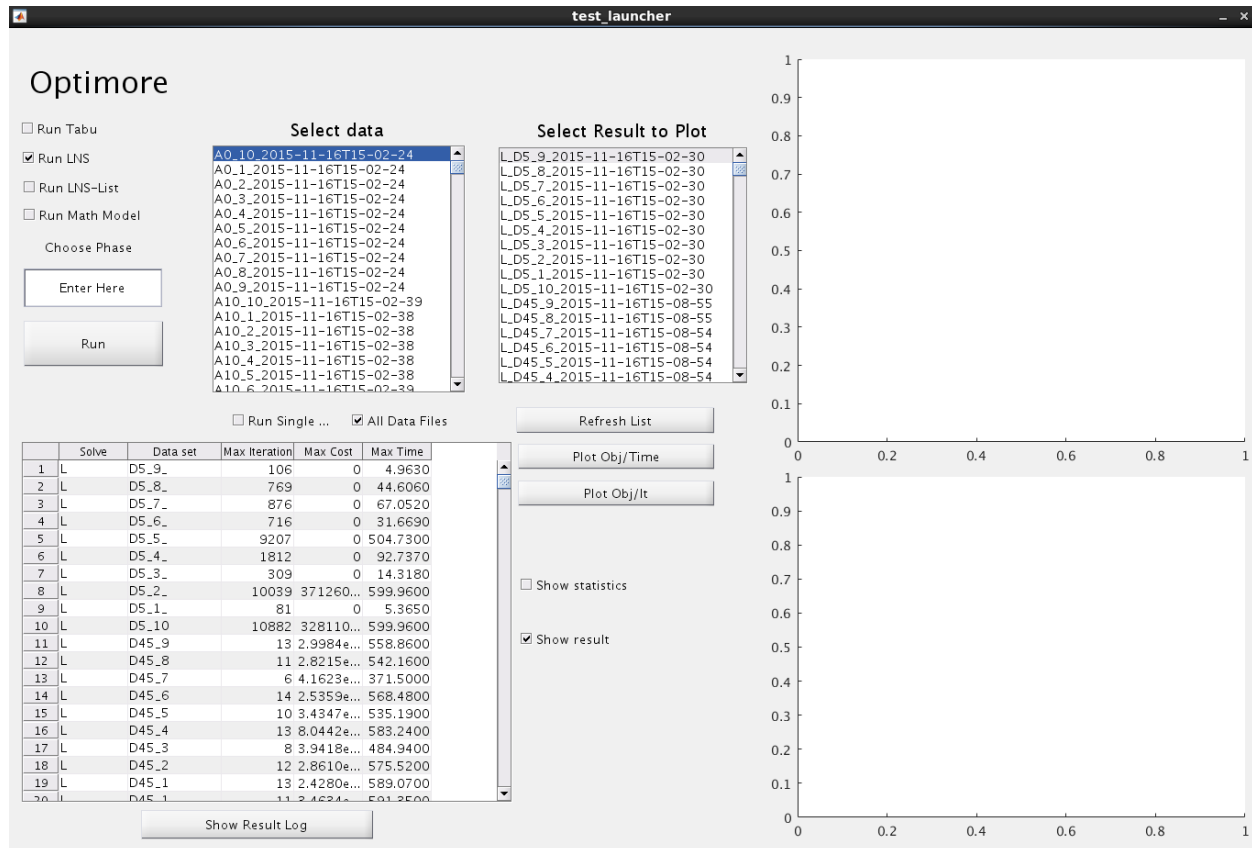 test_launcher
Optimore
Run Tabu
Run LNS
Run LNS-List
Run Math Model
Choose Phase
Enter Here
Run
Select data
A0_10_2015-11-16T15-02-24
A0_1_2015-11-16T15-02-24
A0_2_2015-11-16T15-02-24
A0_3_2015-11-16T15-02-24
A0_4_2015-11-16T15-02-24
A0_5_2015-11-16T15-02-24
A0_6_2015-11-16T15-02-24
A0_7_2015-11-16T15-02-24
A0_8_2015-11-16T15-02-24
A0_9_2015-11-16T15-02-24
A10_10_2015-11-16T15-02-39
A10_1_2015-11-16T15-02-38
A10_2_2015-11-16T15-02-38
A10_3_2015-11-16T15-02-38
A10_4_2015-11-16T15-02-38
A10_5_2015-11-16T15-02-38
A10_6_2015-11-16T15-02-39
Run Single ... All Data Files
Select Result to Plot
L_D5_9_2015-11-16T15-02-30
L_D5_8_2015-11-16T15-02-30
L_D5_7_2015-11-16T15-02-30
L_D5_6_2015-11-16T15-02-30
L_D5_5_2015-11-16T15-02-30
L_D5_4_2015-11-16T15-02-30
L_D5_3_2015-11-16T15-02-30
L_D5_2_2015-11-16T15-02-30
L_D5_1_2015-11-16T15-02-30
L_D5_10_2015-11-16T15-02-30
L_D45_9_2015-11-16T15-08-55
L_D45_8_2015-11-16T15-08-55
L_D45_7_2015-11-16T15-08-54
L_D45_6_2015-11-16T15-08-54
L_D45_5_2015-11-16T15-08-54
L_D45_4_2015-11-16T15-08-54
Refresh List
Plot Obj/Time
Plot Obj/It
Show statistics
Show result
Solve Data set Max Iteration Max Cost Max Time
1 L D5_9_ 106 0 4.9630
2 L D5_8_ 769 0 44.6060
3 L D5_7_ 876 0 67.0520
4 L D5_6_ 716 0 31.6690
5 L D5_5_ 9207 0 504.7300
6 L D5_4_ 1812 0 92.7370
7 L D5_3_ 309 0 14.3180
8 L D5_2_ 10039 371260... 599.9600
9 L D5_1_ 81 0 5.3650
10 L D5_10 10882 328110... 599.9600
11 L D45_9 13 2.9984e... 558.8600
12 L D45_8 11 2.8215e... 542.1600
13 L D45_7 6 4.1623e... 371.5000
14 L D45_6 14 2.5359e... 568.4800
15 L D45_5 10 3.4347e... 535.1900
16 L D45_4 13 8.0442e... 583.2400
17 L D45_3 8 3.9418e... 484.9400
18 L D45_2 12 2.8610e... 575.5200
19 L D45_1 13 2.4280e... 589.0700
20 L D45_1 11 3.4634e... 591.3500
Show Result Log
1
0.9
0.8
0.7
0.6
0.5
0.4
0.3
0.2
0.1
0
0 0.2 0.4 0.6 0.8 1
1
0.9
0.8
0.7
0.6
0.5
0.4
0.3
0.2
0.1
0
0 0.2 0.4 0.6 0.8 1